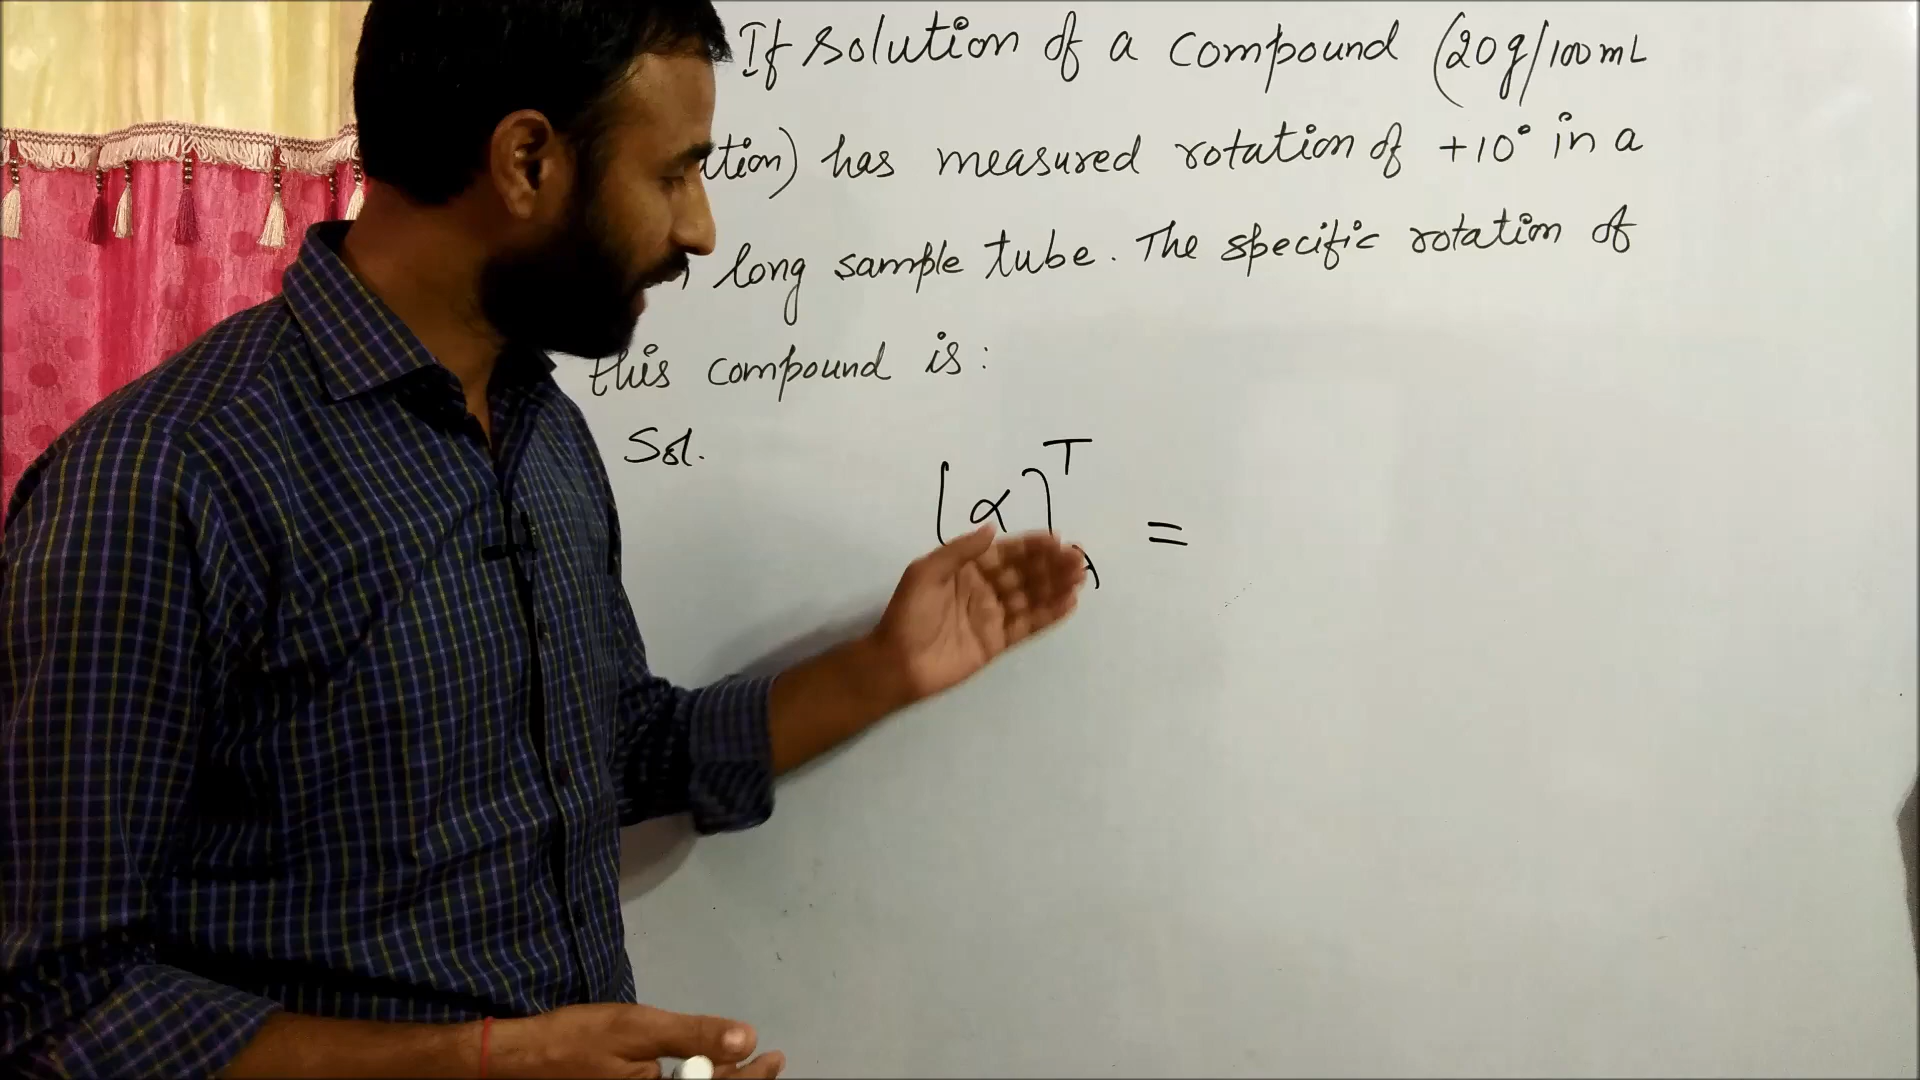 If solution of a compound (20g/100mL
ation) has measured rotation of +10° in a
long sample tube. The specific rotation of
this compound is:
Sol.
[α]ᵀ =